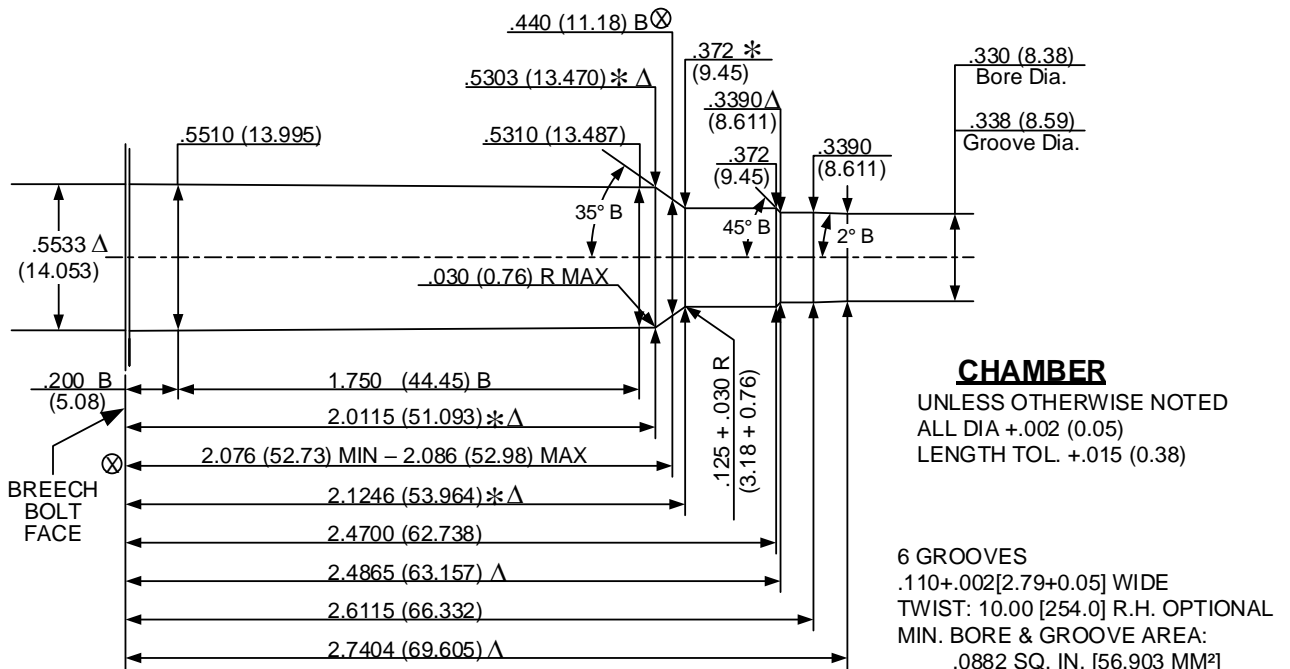 .440 (11.18) B Ⓧ
.372 *
(9.45)
.330 (8.38)
Bore Dia.
.5303 (13.470) * Δ
.3390 Δ
(8.611)
.338 (8.59)
Groove Dia.
.5510 (13.995)
.5310 (13.487)
.372
(9.45)
.3390
(8.611)
35° B
45° B
2° B
.5533 Δ
(14.053)
.030 (0.76) R MAX
.200 B
(5.08)
1.750 (44.45) B
2.0115 (51.093) * Δ
Ⓧ
2.076 (52.73) MIN – 2.086 (52.98) MAX
BREECH
BOLT
FACE
2.1246 (53.964) * Δ
2.4700 (62.738)
2.4865 (63.157) Δ
2.6115 (66.332)
2.7404 (69.605) Δ
.125 + .030 R
(3.18 + 0.76)
CHAMBER
UNLESS OTHERWISE NOTED
ALL DIA +.002 (0.05)
LENGTH TOL. +.015 (0.38)
6 GROOVES
.110+.002[2.79+0.05] WIDE
TWIST: 10.00 [254.0] R.H. OPTIONAL
MIN. BORE & GROOVE AREA:
.0882 SQ. IN. [56.903 MM²]